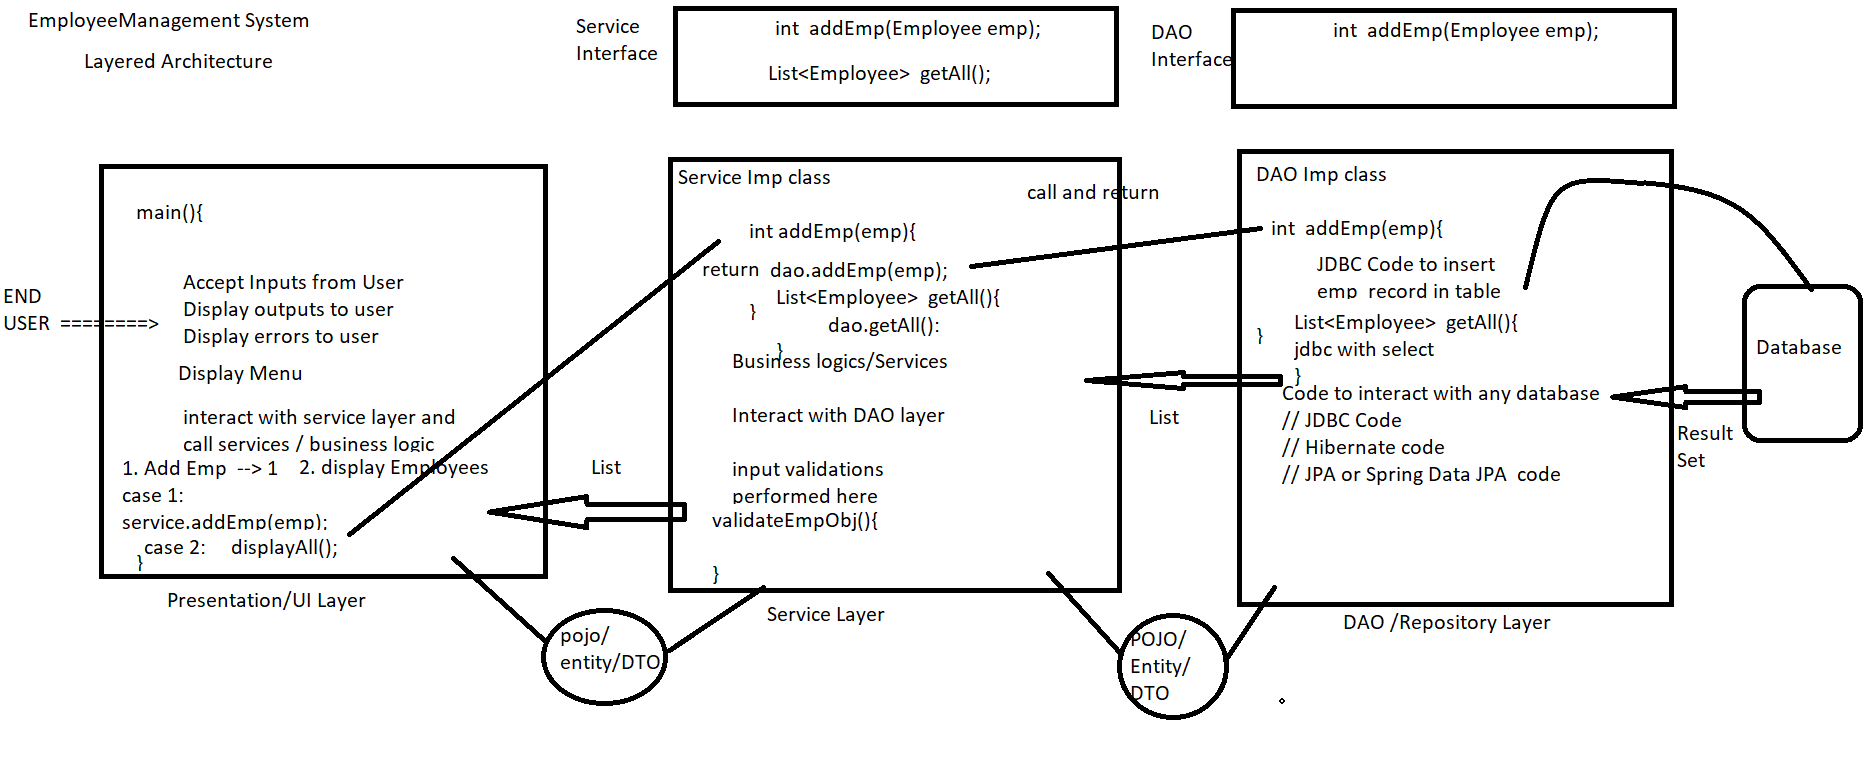 EmployeeManagement System
Layered Architecture
Service
Interface
int  addEmp(Employee emp);
List<Employee>  getAll();
DAO
Interface
int  addEmp(Employee emp);
END
USER  ========>
main(){
Accept Inputs from User
Display outputs to user
Display errors to user
Display Menu
interact with service layer and
call services / business logic
1. Add Emp  --> 1    2. display Employees
case 1:
service.addEmp(emp);
case 2:     displayAll();
}
Presentation/UI Layer
List
pojo/
entity/DTO
Service Imp class
call and return
int addEmp(emp){
return  dao.addEmp(emp);
List<Employee>  getAll(){
}
dao.getAll():
}
Business logics/Services
Interact with DAO layer
input validations
performed here
validateEmpObj(){
}
Service Layer
List
POJO/
Entity/
DTO
DAO Imp class
int  addEmp(emp){
JDBC Code to insert
emp  record in table
List<Employee>  getAll(){
}
jdbc with select
}
Code to interact with any database
// JDBC Code
// Hibernate code
// JPA or Spring Data JPA  code
DAO /Repository Layer
Result
Set
Database